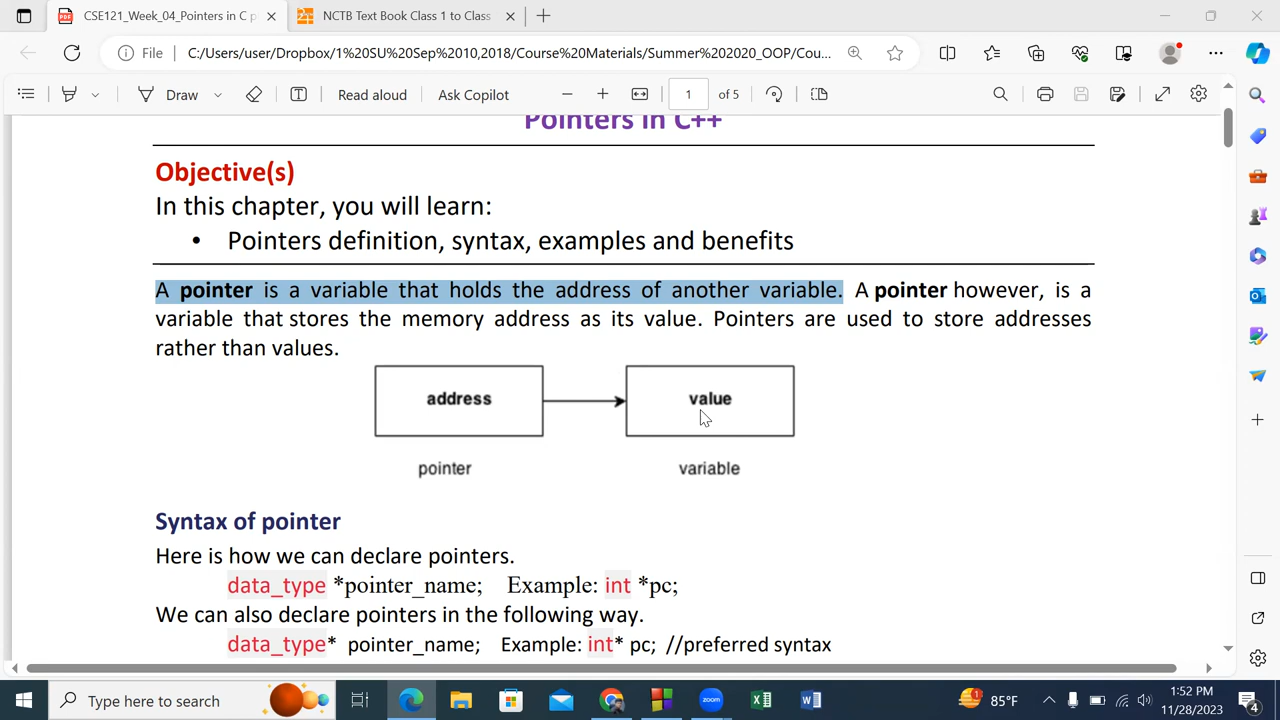 CSE121_Week_04_Pointers in C p
NCTB Text Book Class 1 to Class
File
C:/Users/user/Dropbox/1%20SU%20Sep%2010,2018/Course%20Materials/Summer%202020_OOP/Cou...
Draw
Read aloud
Ask Copilot
1 of 5
Pointers in C++
Objective(s)
In this chapter, you will learn:
• Pointers definition, syntax, examples and benefits
A pointer is a variable that holds the address of another variable. A pointer however, is a
variable that stores the memory address as its value. Pointers are used to store addresses
rather than values.
address value
pointer variable
Syntax of pointer
Here is how we can declare pointers.
data_type *pointer_name; Example: int *pc;
We can also declare pointers in the following way.
data_type* pointer_name; Example: int* pc; //preferred syntax
Type here to search
1
85°F
1:52 PM
11/28/2023
4